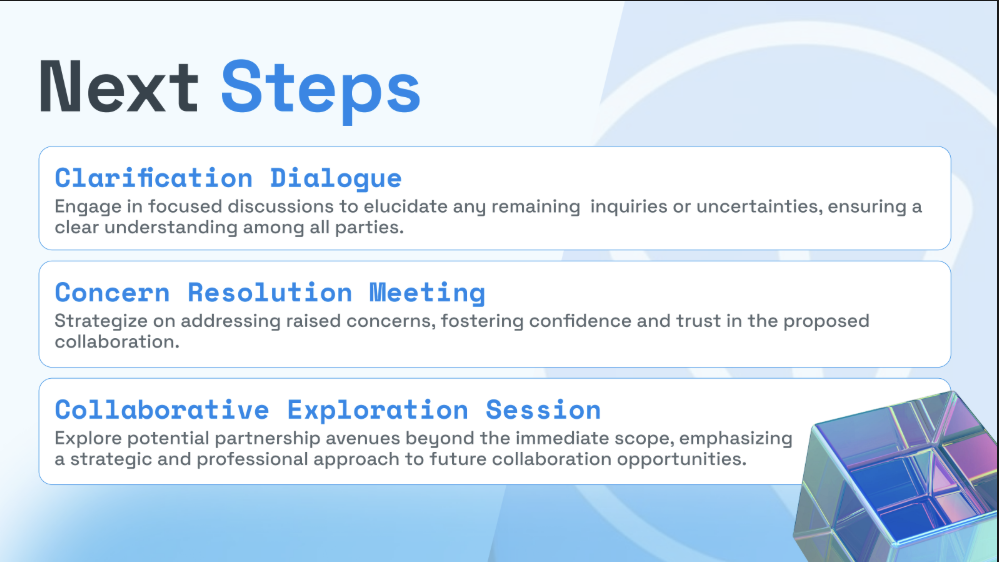 Next Steps
Clarification Dialogue
Engage in focused discussions to elucidate any remaining  inquiries or uncertainties, ensuring a
clear understanding among all parties.
Concern Resolution Meeting
Strategize on addressing raised concerns, fostering confidence and trust in the proposed
collaboration.
Collaborative Exploration Session
Explore potential partnership avenues beyond the immediate scope, emphasizing
a strategic and professional approach to future collaboration opportunities.